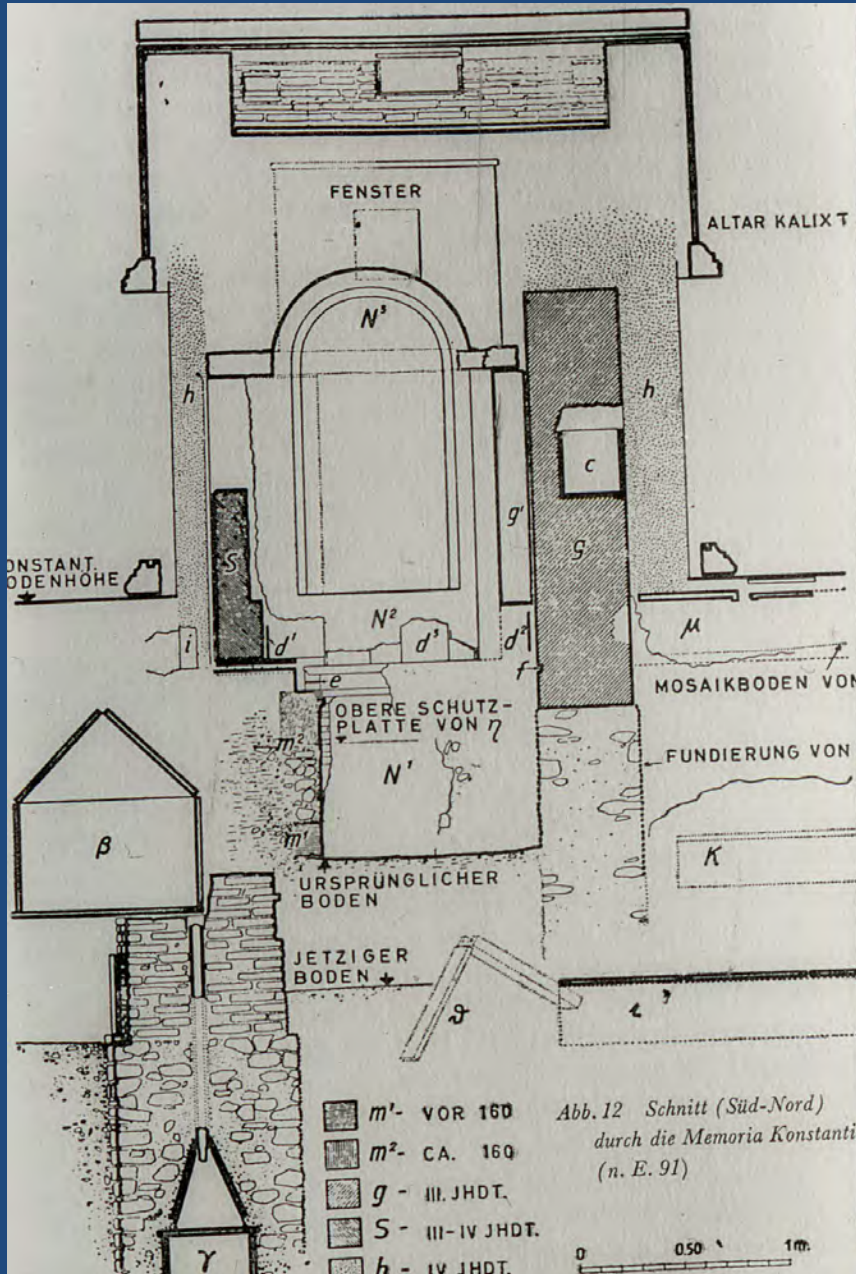 FENSTER
ALTAR KALIX T
N³
h
h
c
g'
S
g
ONSTANT.
ODENHÖHE
N²
μ
i
d'
d³
d²
e
f
MOSAIKBODEN VON
OBERE SCHUTZ-
PLATTE VON η
m²
FUNDIERUNG VON
N'
β
m'
K
URSPRÜNGLICHER
BODEN
JETZIGER
BODEN
ϑ
ι
m'- VOR 160
m²- CA. 160
g - III. JHDT.
S - III-IV JHDT.
h - IV JHDT.
γ
Abb. 12 Schnitt (Süd-Nord)
durch die Memoria Konstanti
(n. E. 91)
0 0.50 1m.